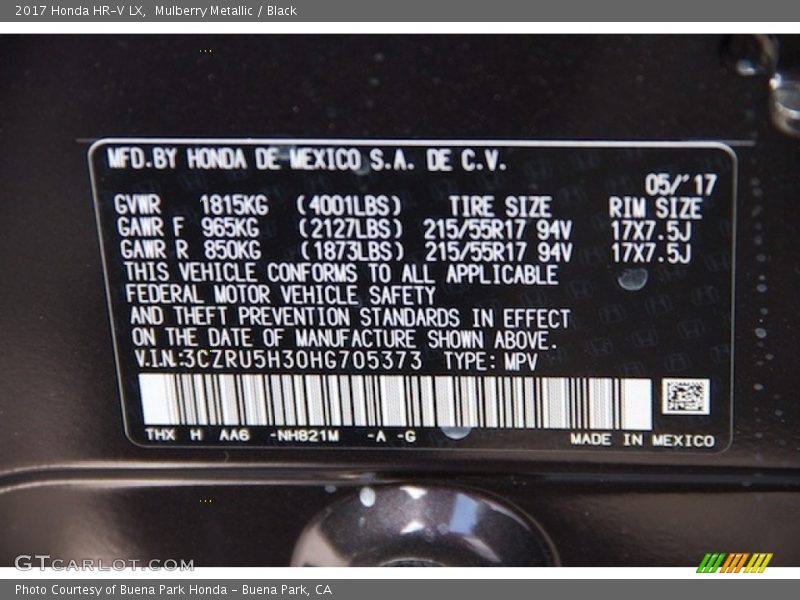 2017 Honda HR-V LX, Mulberry Metallic / Black
MFD.BY HONDA DE MEXICO S.A. DE C.V.
05/'17
GVWR 1815KG (4001LBS) TIRE SIZE RIM SIZE
GAWR F 965KG (2127LBS) 215/55R17 94V 17X7.5J
GAWR R 850KG (1873LBS) 215/55R17 94V 17X7.5J
THIS VEHICLE CONFORMS TO ALL APPLICABLE
FEDERAL MOTOR VEHICLE SAFETY
AND THEFT PREVENTION STANDARDS IN EFFECT
ON THE DATE OF MANUFACTURE SHOWN ABOVE.
V.I.N:3CZRU5H30HG705373 TYPE: MPV
THX H AA6 -NH821M -A -G MADE IN MEXICO
GTCARLOT.COM
Photo Courtesy of Buena Park Honda - Buena Park, CA